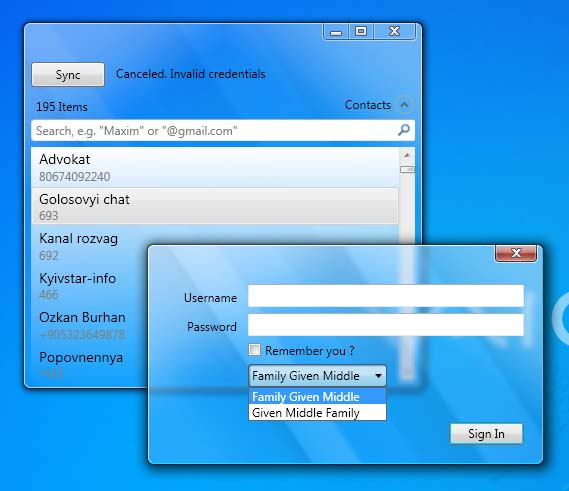 Sync
Canceled. Invalid credentials
195 Items
Contacts
Search, e.g. "Maxim" or "@gmail.com"
Advokat
80674092240
Golosovyi chat
693
Kanal rozvag
692
Kyivstar-info
466
Ozkan Burhan
+905323649878
Popovnennya
Username
Password
Remember you ?
Family Given Middle
Family Given Middle
Given Middle Family
Sign In